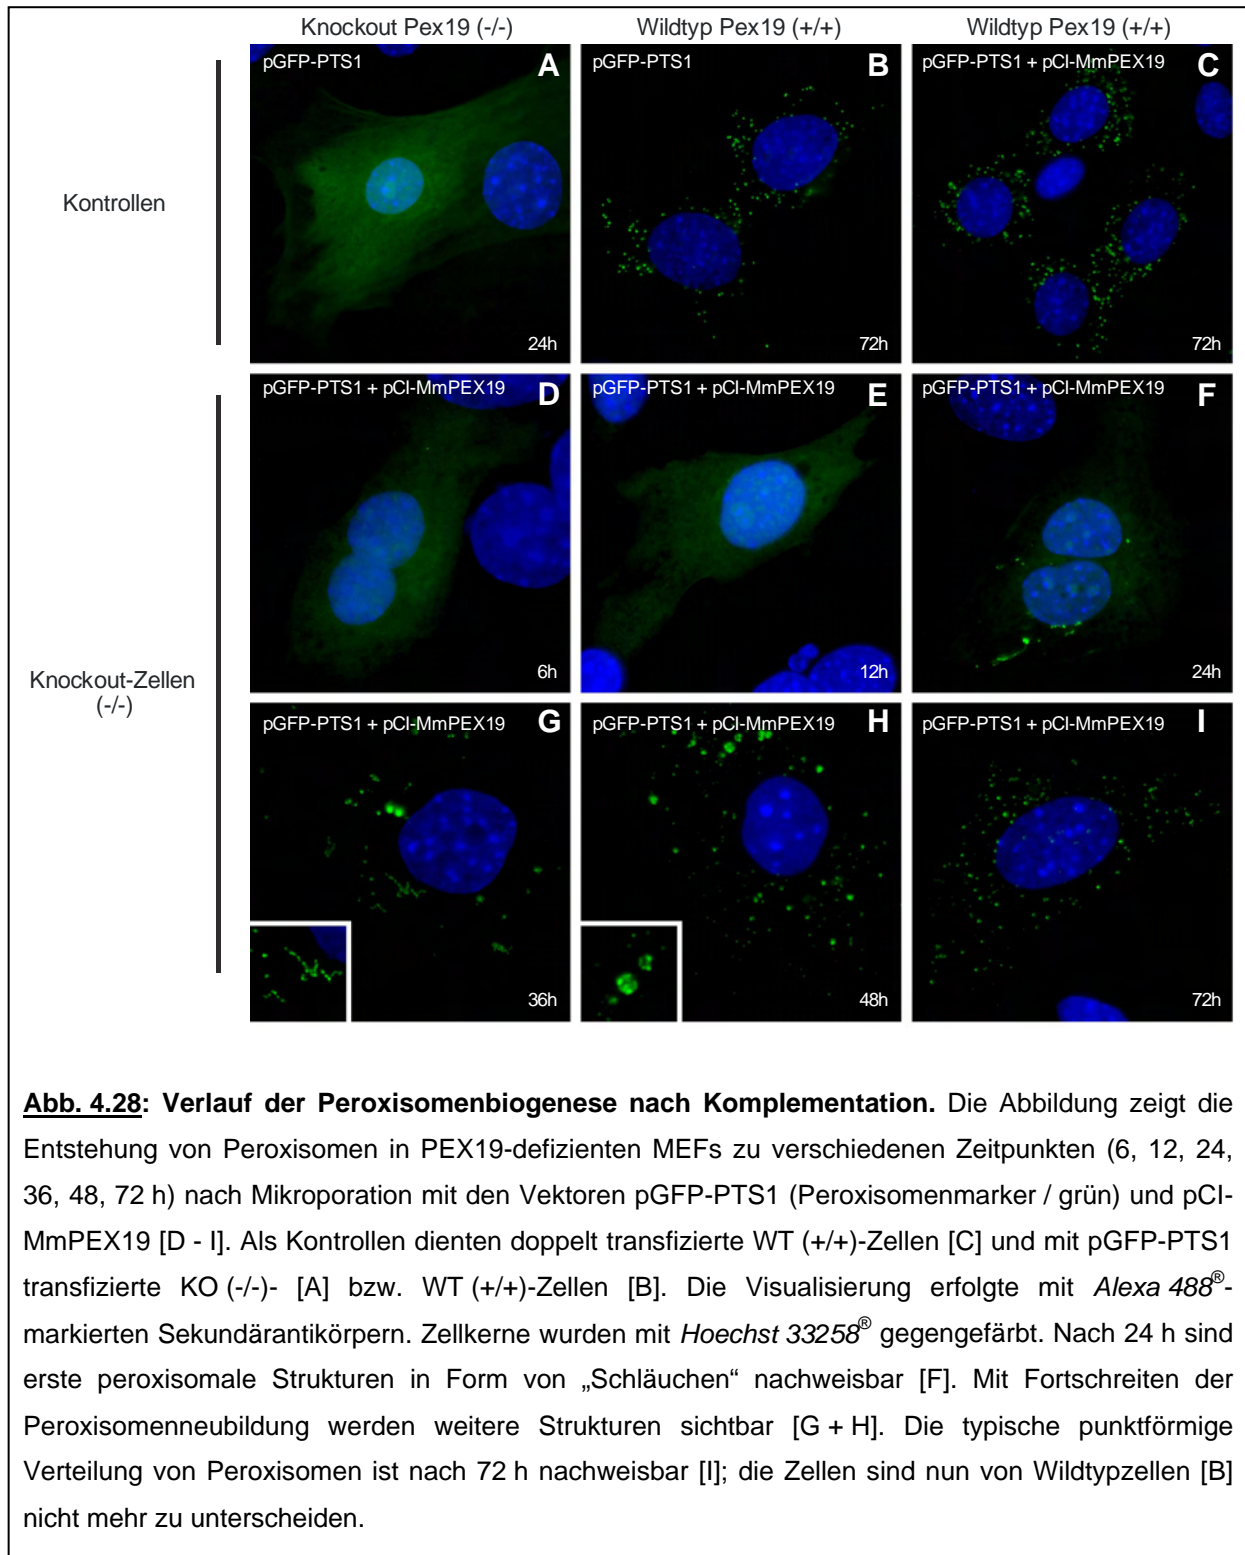 Knockout Pex19 (-/-)
Wildtyp Pex19 (+/+)
Wildtyp Pex19 (+/+)
Kontrollen
pGFP-PTS1
A
24h
pGFP-PTS1
B
72h
pGFP-PTS1 + pCI-MmPEX19
C
72h
Knockout-Zellen
(-/-)
pGFP-PTS1 + pCI-MmPEX19
D
6h
pGFP-PTS1 + pCI-MmPEX19
E
12h
pGFP-PTS1 + pCI-MmPEX19
F
24h
pGFP-PTS1 + pCI-MmPEX19
G
36h
pGFP-PTS1 + pCI-MmPEX19
H
48h
pGFP-PTS1 + pCI-MmPEX19
I
72h
Abb. 4.28: Verlauf der Peroxisomenbiogenese nach Komplementation. Die Abbildung zeigt die
Entstehung von Peroxisomen in PEX19-defizienten MEFs zu verschiedenen Zeitpunkten (6, 12, 24,
36, 48, 72 h) nach Mikroporation mit den Vektoren pGFP-PTS1 (Peroxisomenmarker / grün) und pCI-
MmPEX19 [D - I]. Als Kontrollen dienten doppelt transfizierte WT (+/+)-Zellen [C] und mit pGFP-PTS1
transfizierte KO (-/-)- [A] bzw. WT (+/+)-Zellen [B]. Die Visualisierung erfolgte mit Alexa 488®-
markierten Sekundärantikörpern. Zellkerne wurden mit Hoechst 33258® gegengefärbt. Nach 24 h sind
erste peroxisomale Strukturen in Form von „Schläuchen“ nachweisbar [F]. Mit Fortschreiten der
Peroxisomenneubildung werden weitere Strukturen sichtbar [G + H]. Die typische punktförmige
Verteilung von Peroxisomen ist nach 72 h nachweisbar [I]; die Zellen sind nun von Wildtypzellen [B]
nicht mehr zu unterscheiden.